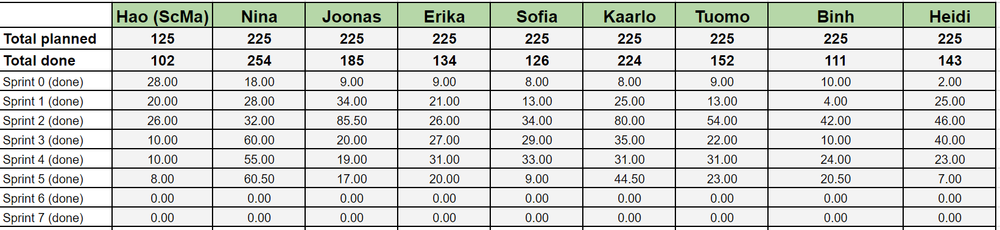 Hao (ScMa) Nina Joonas Erika Sofia Kaarlo Tuomo Binh Heidi
Total planned 125 225 225 225 225 225 225 225 225
Total done 102 254 185 134 126 224 152 111 143
Sprint 0 (done) 28.00 18.00 9.00 9.00 8.00 8.00 9.00 10.00 2.00
Sprint 1 (done) 20.00 28.00 34.00 21.00 13.00 25.00 13.00 4.00 25.00
Sprint 2 (done) 26.00 32.00 85.50 26.00 34.00 80.00 54.00 42.00 46.00
Sprint 3 (done) 10.00 60.00 20.00 27.00 29.00 35.00 22.00 10.00 40.00
Sprint 4 (done) 10.00 55.00 19.00 31.00 33.00 31.00 31.00 24.00 23.00
Sprint 5 (done) 8.00 60.50 17.00 20.00 9.00 44.50 23.00 20.50 7.00
Sprint 6 (done) 0.00 0.00 0.00 0.00 0.00 0.00 0.00 0.00 0.00
Sprint 7 (done) 0.00 0.00 0.00 0.00 0.00 0.00 0.00 0.00 0.00